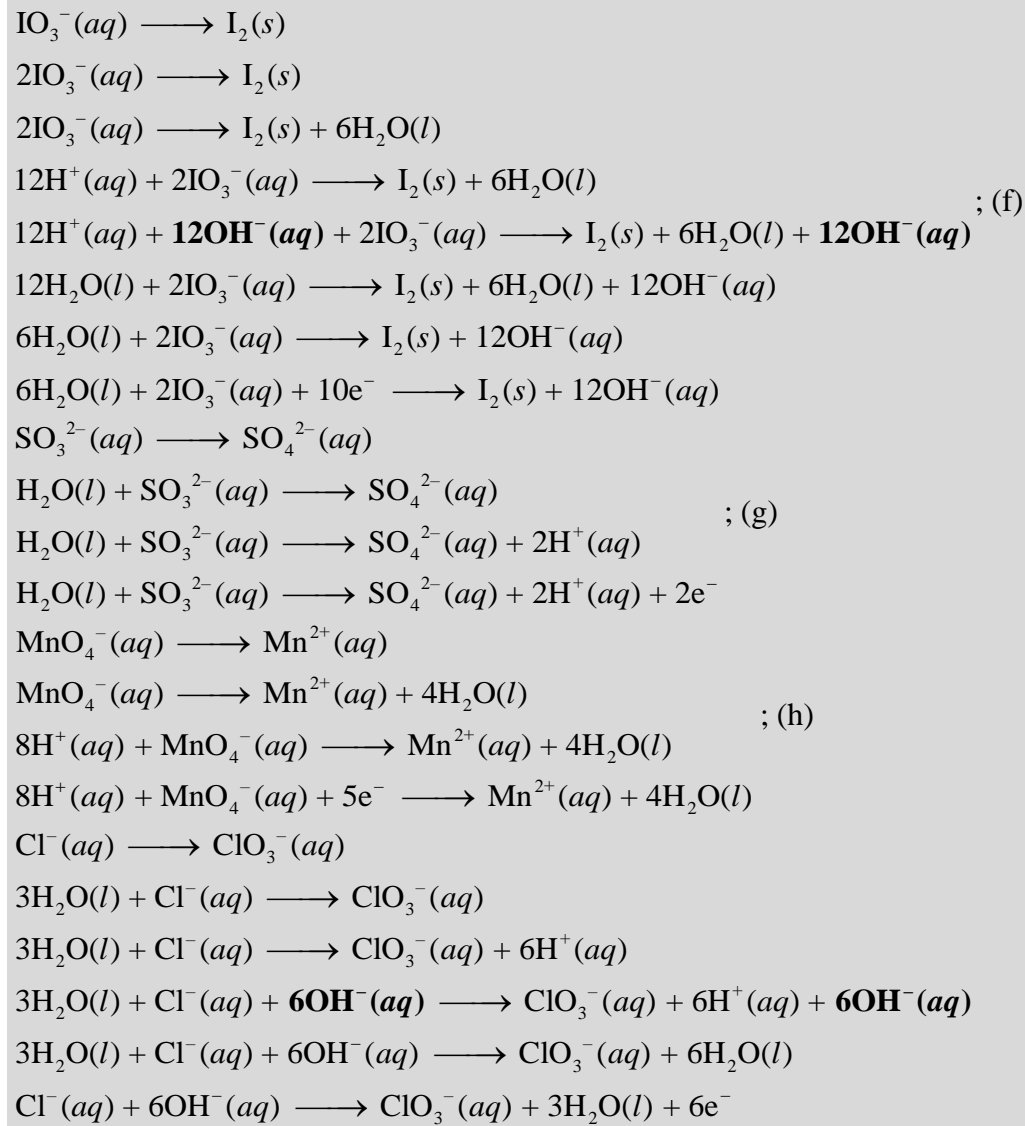 IO₃⁻(aq) ⟶ I₂(s)
2IO₃⁻(aq) ⟶ I₂(s)
2IO₃⁻(aq) ⟶ I₂(s) + 6H₂O(l)
12H⁺(aq) + 2IO₃⁻(aq) ⟶ I₂(s) + 6H₂O(l)
; (f)
12H⁺(aq) + 12OH⁻(aq) + 2IO₃⁻(aq) ⟶ I₂(s) + 6H₂O(l) + 12OH⁻(aq)
12H₂O(l) + 2IO₃⁻(aq) ⟶ I₂(s) + 6H₂O(l) + 12OH⁻(aq)
6H₂O(l) + 2IO₃⁻(aq) ⟶ I₂(s) + 12OH⁻(aq)
6H₂O(l) + 2IO₃⁻(aq) + 10e⁻ ⟶ I₂(s) + 12OH⁻(aq)
SO₃²⁻(aq) ⟶ SO₄²⁻(aq)
H₂O(l) + SO₃²⁻(aq) ⟶ SO₄²⁻(aq)
; (g)
H₂O(l) + SO₃²⁻(aq) ⟶ SO₄²⁻(aq) + 2H⁺(aq)
H₂O(l) + SO₃²⁻(aq) ⟶ SO₄²⁻(aq) + 2H⁺(aq) + 2e⁻
MnO₄⁻(aq) ⟶ Mn²⁺(aq)
MnO₄⁻(aq) ⟶ Mn²⁺(aq) + 4H₂O(l)
; (h)
8H⁺(aq) + MnO₄⁻(aq) ⟶ Mn²⁺(aq) + 4H₂O(l)
8H⁺(aq) + MnO₄⁻(aq) + 5e⁻ ⟶ Mn²⁺(aq) + 4H₂O(l)
Cl⁻(aq) ⟶ ClO₃⁻(aq)
3H₂O(l) + Cl⁻(aq) ⟶ ClO₃⁻(aq)
3H₂O(l) + Cl⁻(aq) ⟶ ClO₃⁻(aq) + 6H⁺(aq)
3H₂O(l) + Cl⁻(aq) + 6OH⁻(aq) ⟶ ClO₃⁻(aq) + 6H⁺(aq) + 6OH⁻(aq)
3H₂O(l) + Cl⁻(aq) + 6OH⁻(aq) ⟶ ClO₃⁻(aq) + 6H₂O(l)
Cl⁻(aq) + 6OH⁻(aq) ⟶ ClO₃⁻(aq) + 3H₂O(l) + 6e⁻